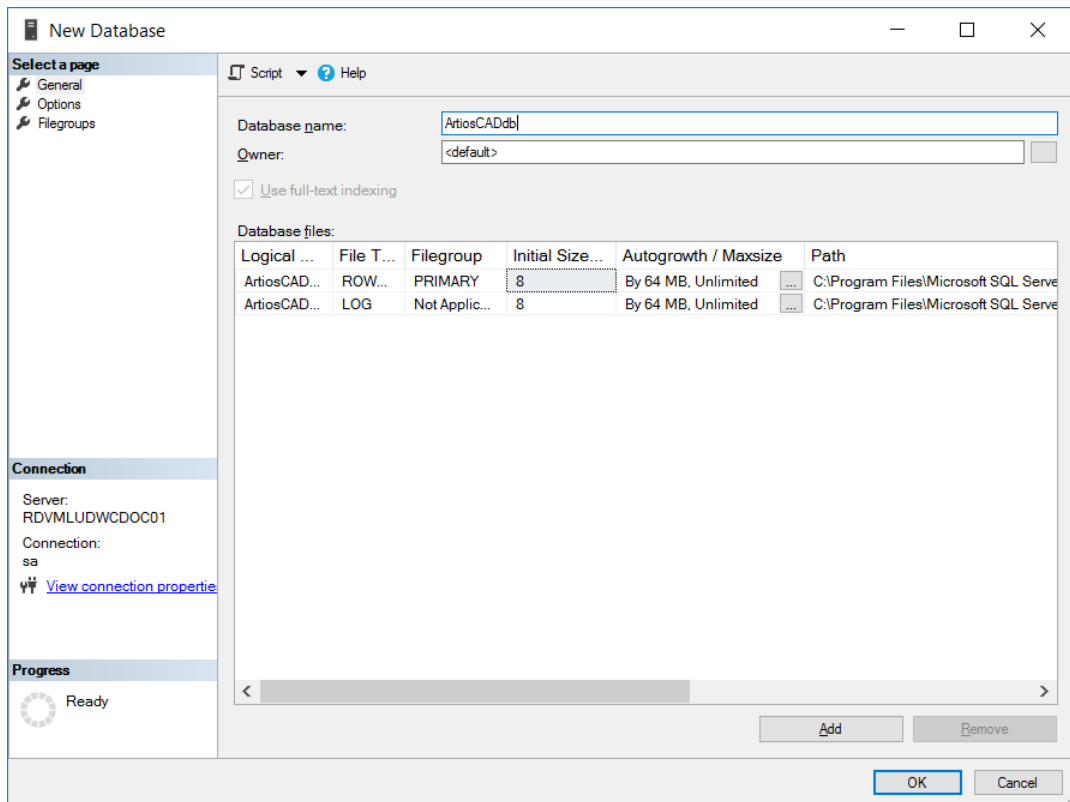 New Database
Select a page
General
Options
Filegroups
Script Help
Database name: ArtiosCADdb
Owner: <default>
Use full-text indexing
Database files:
Logical ... File T... Filegroup Initial Size... Autogrowth / Maxsize Path
ArtiosCAD... ROW... PRIMARY 8 By 64 MB, Unlimited ... C:\Program Files\Microsoft SQL Serve
ArtiosCAD... LOG Not Applic... 8 By 64 MB, Unlimited ... C:\Program Files\Microsoft SQL Serve
Connection
Server:
RDVMLUDWCDOC01
Connection:
sa
View connection propertie
Progress
Ready
Add Remove
OK Cancel